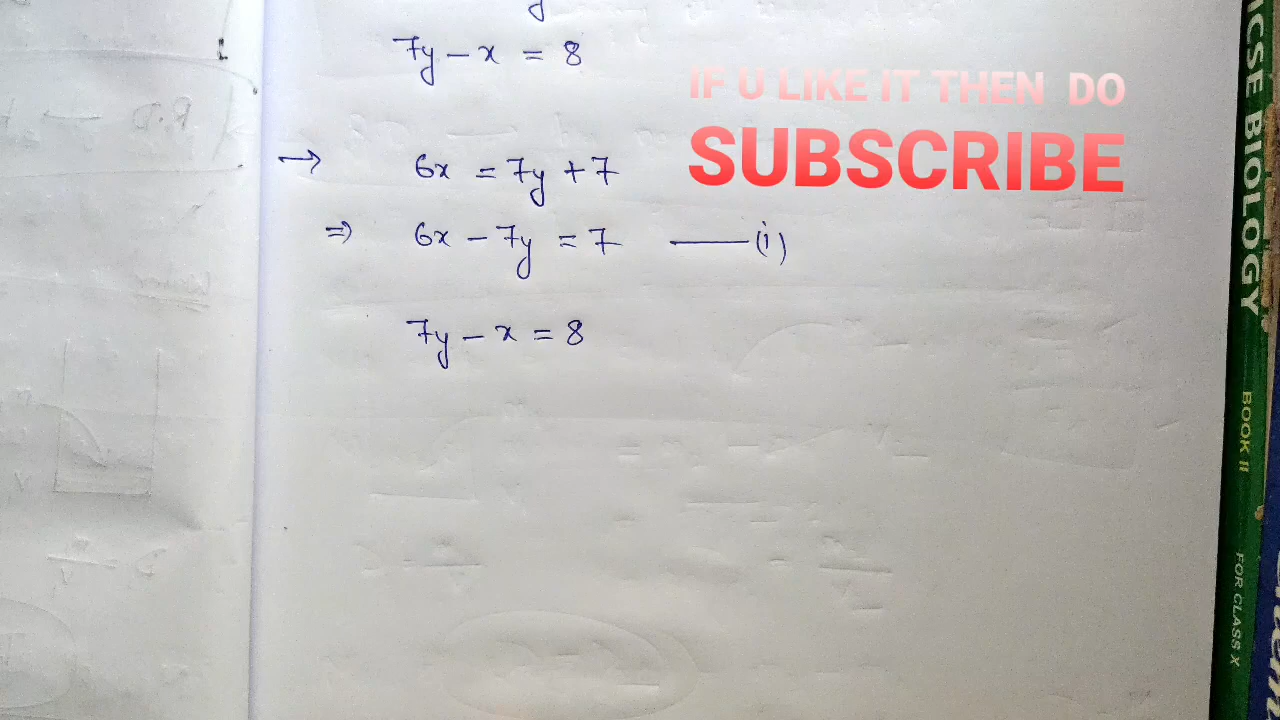 7y - x = 8
IF U LIKE IT THEN DO
SUBSCRIBE
→ 6x = 7y + 7
⇒ 6x - 7y = 7 —— (i)
7y - x = 8
ICSE BIOLOGY
BOOK II
FOR CLASS X